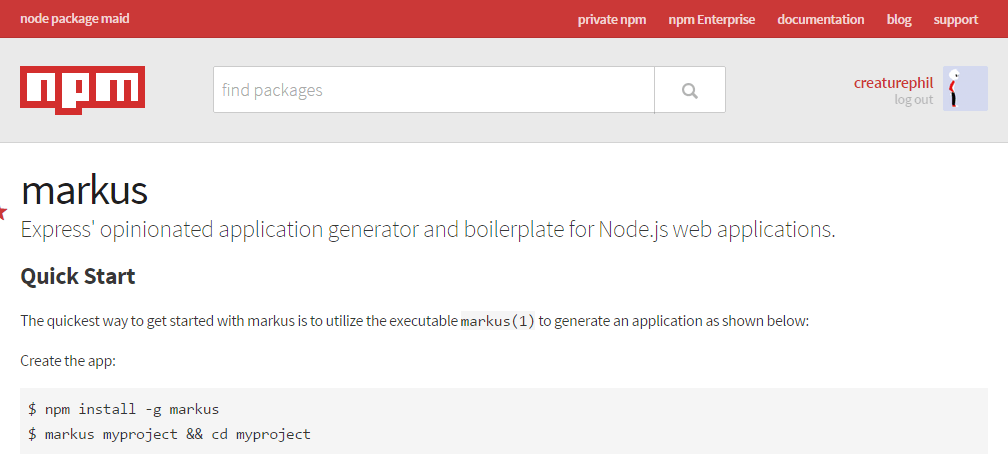 node package maid
private npm npm Enterprise documentation blog support
npm
find packages
creaturephil
log out
markus
Express' opinionated application generator and boilerplate for Node.js web applications.
Quick Start
The quickest way to get started with markus is to utilize the executable markus(1) to generate an application as shown below:
Create the app:
$ npm install -g markus
$ markus myproject && cd myproject